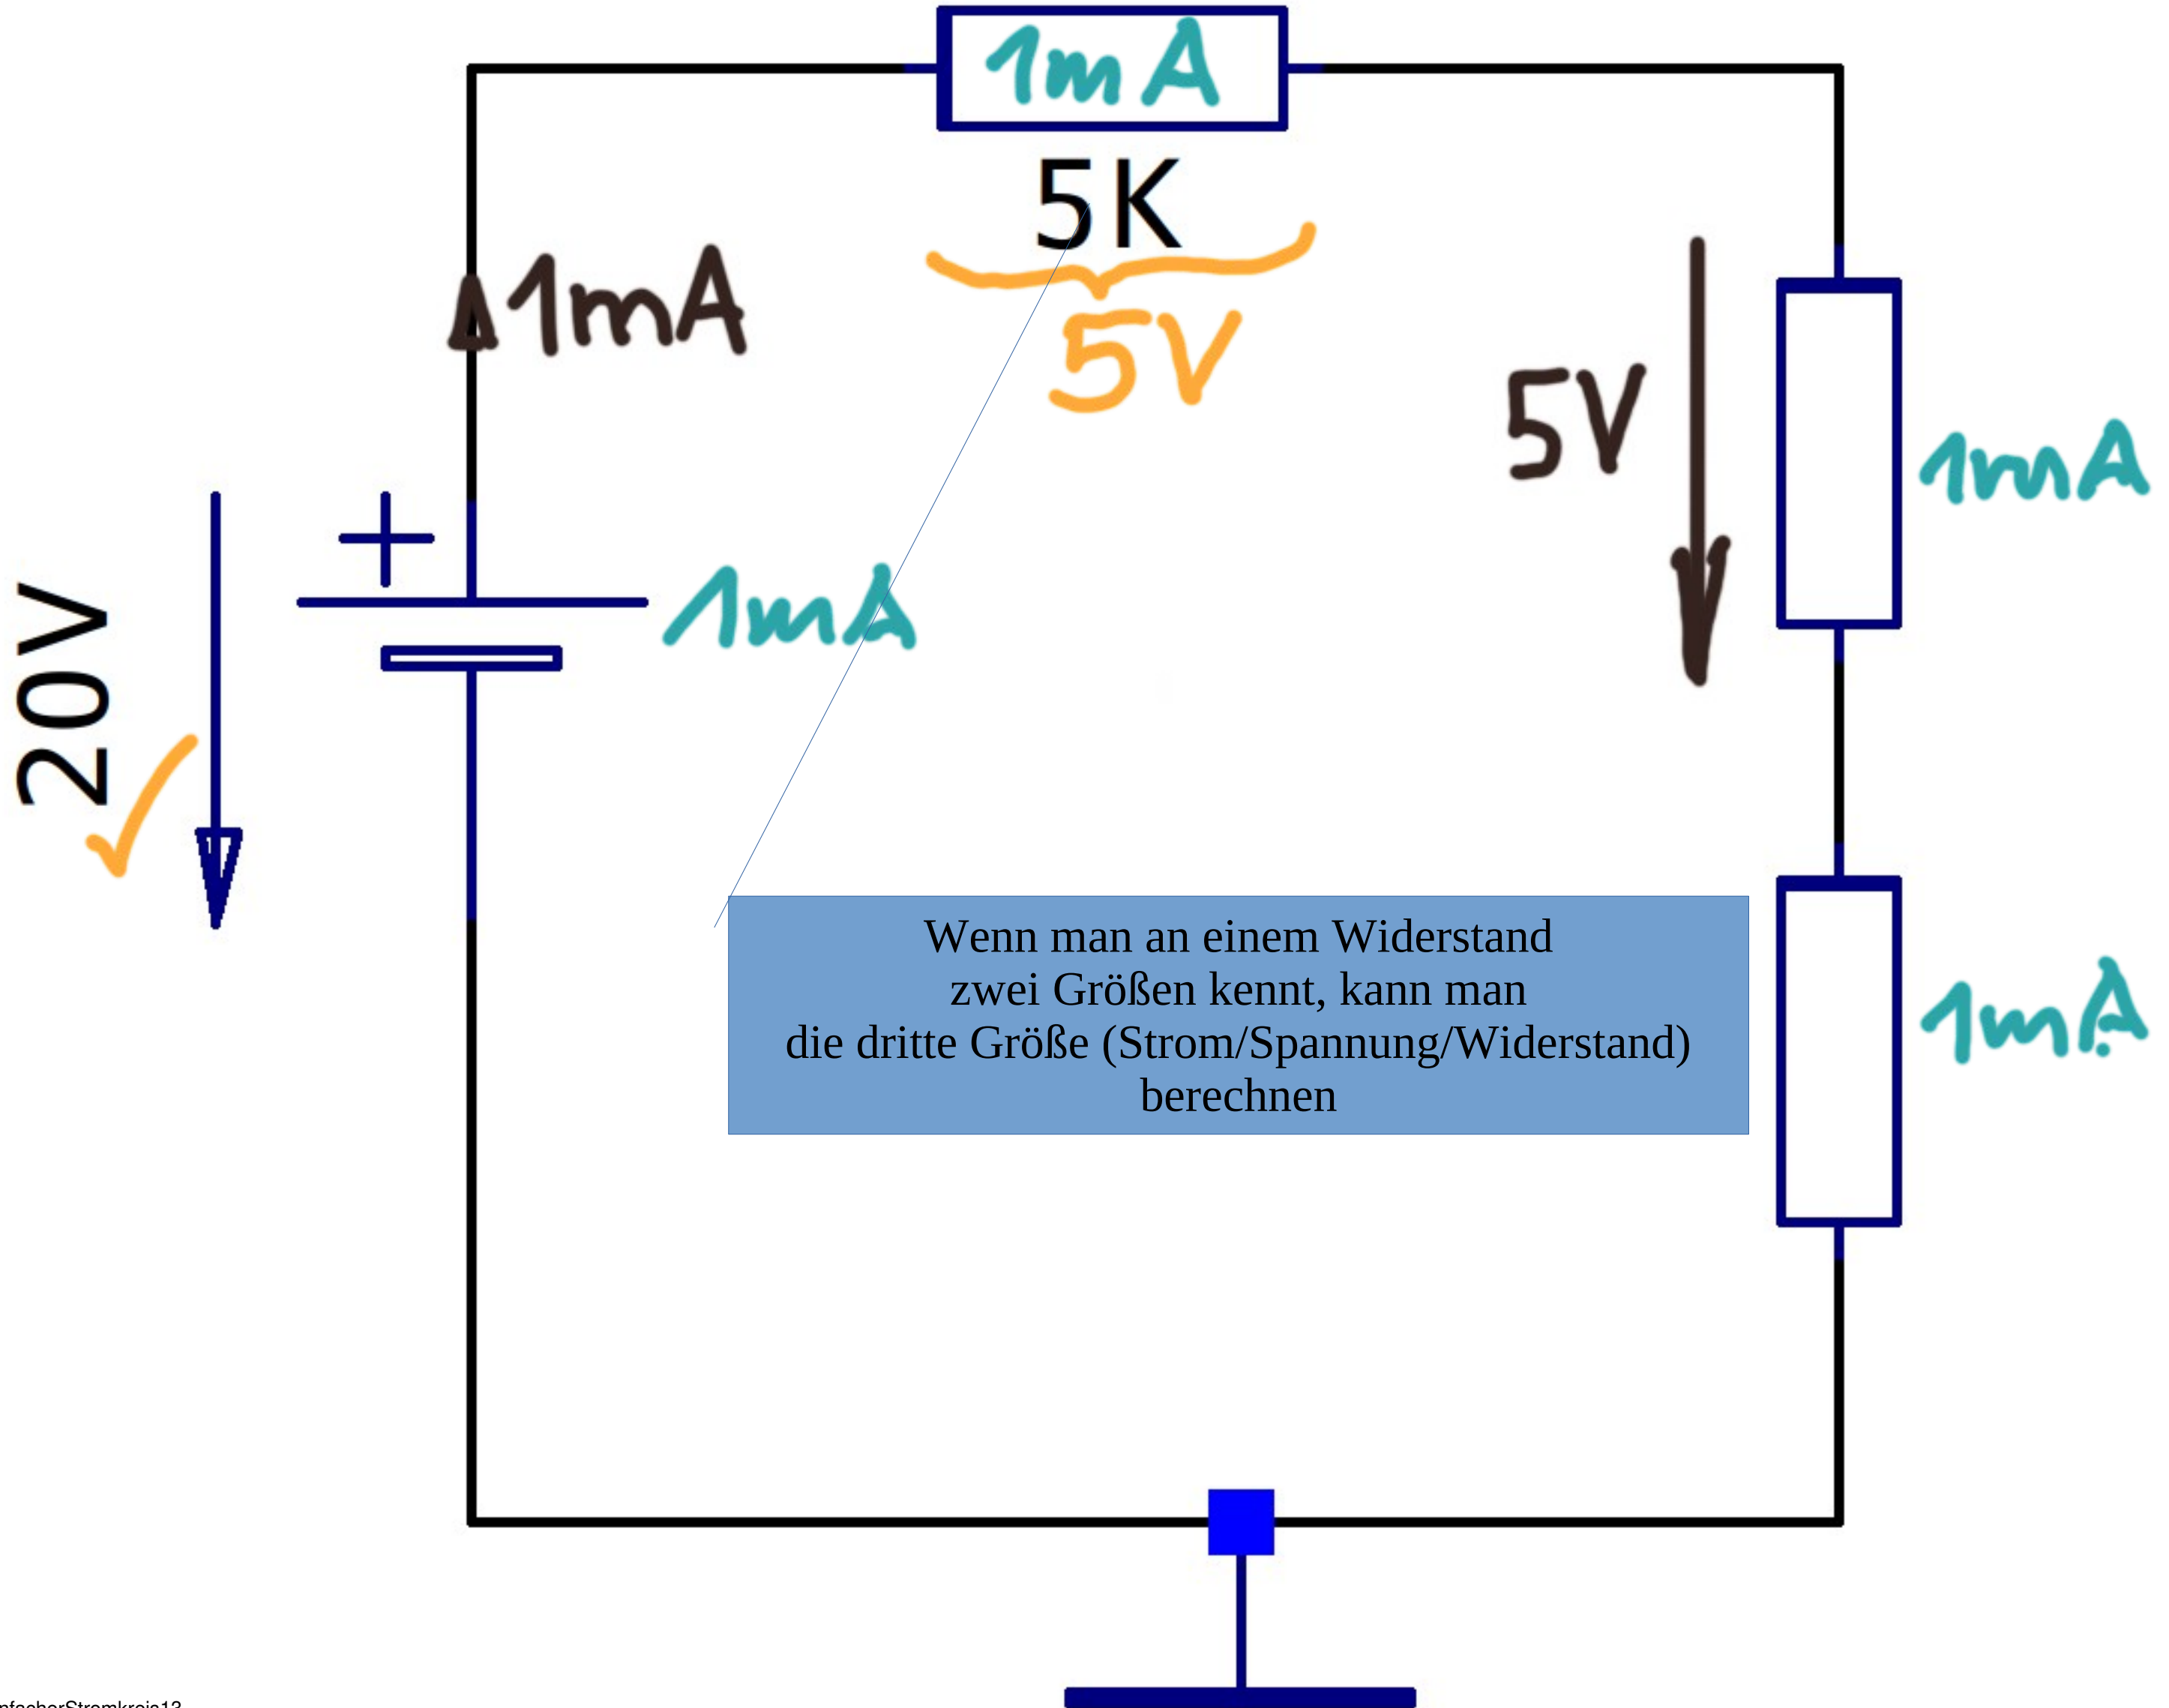 1mA
5K
5V
1mA
5V
1mA
20V
+
1mA
Wenn man an einem Widerstand
zwei Größen kennt, kann man
die dritte Größe (Strom/Spannung/Widerstand)
berechnen
1mA